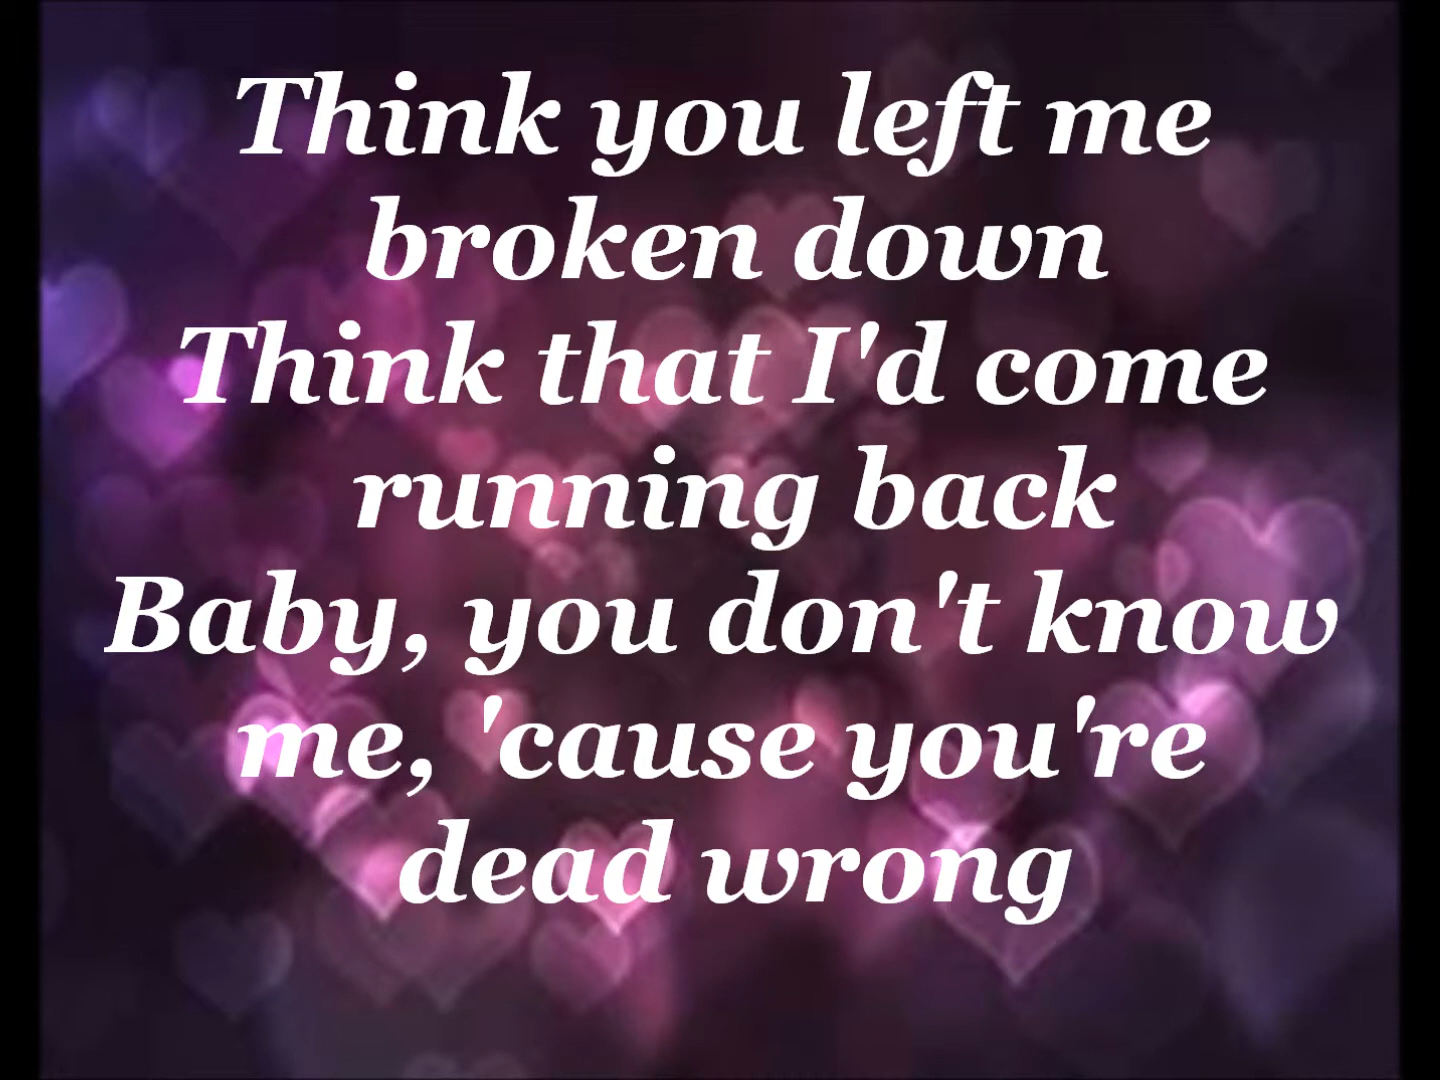 Think you left me
broken down
Think that I'd come
running back
Baby, you don't know
me, 'cause you're
dead wrong